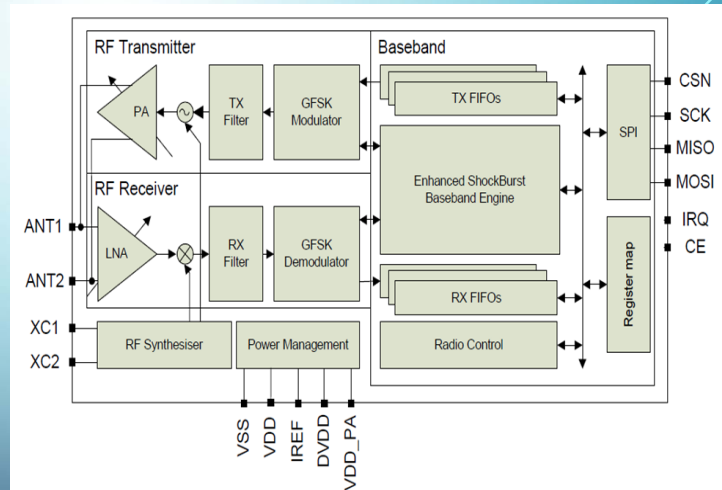 RF Transmitter
Baseband
PA
TX
Filter
GFSK
Modulator
TX FIFOs
SPI
CSN
SCK
MISO
MOSI
Enhanced ShockBurst
Baseband Engine
RF Receiver
ANT1
ANT2
LNA
RX
Filter
GFSK
Demodulator
RX FIFOs
Register map
IRQ
CE
XC1
XC2
RF Synthesiser
Power Management
Radio Control
VSS
VDD
IREF
DVDD
VDD_PA